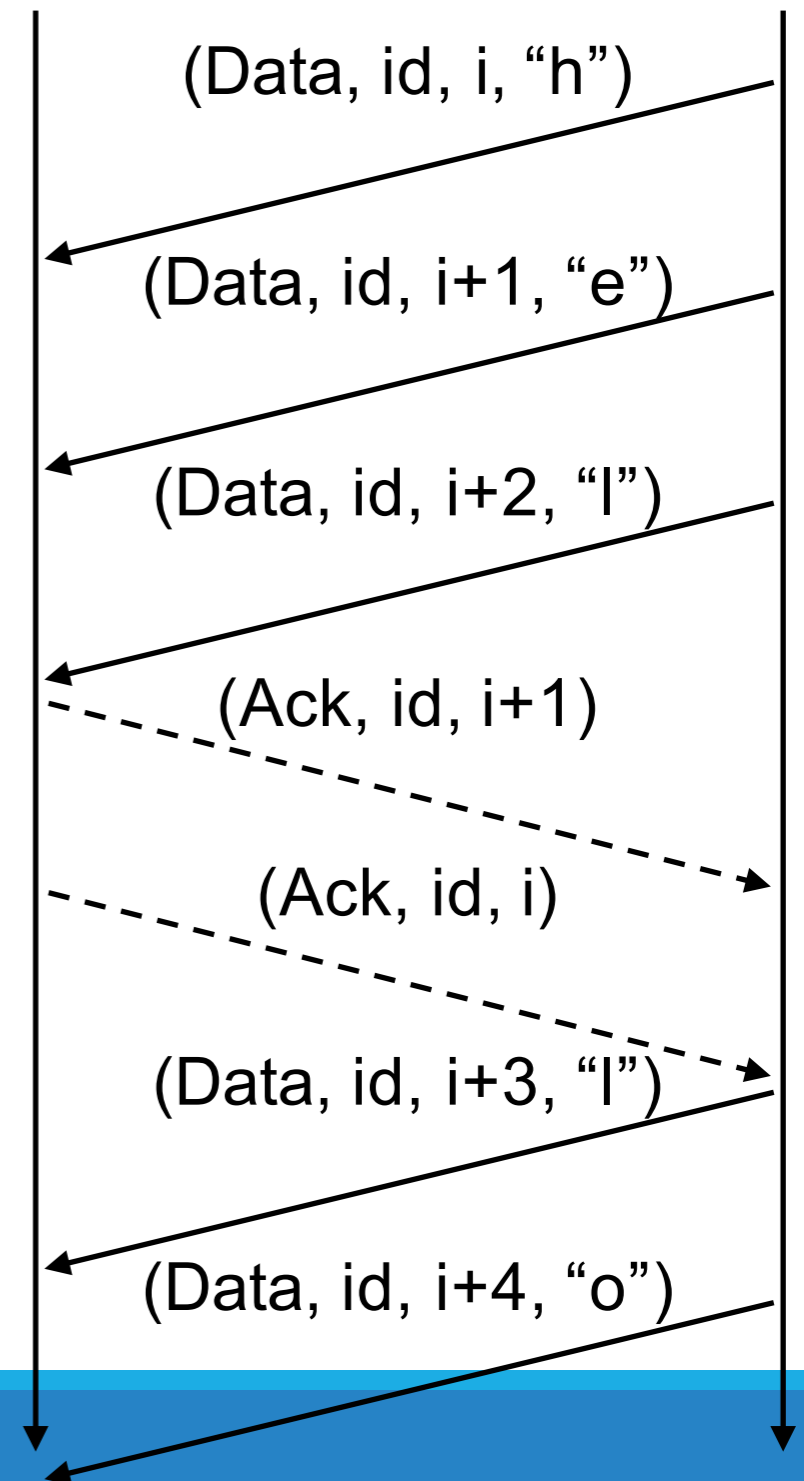 (Data, id, i, “h”)
(Data, id, i+1, “e”)
(Data, id, i+2, “l”)
(Ack, id, i+1)
(Ack, id, i)
(Data, id, i+3, “l”)
(Data, id, i+4, “o”)